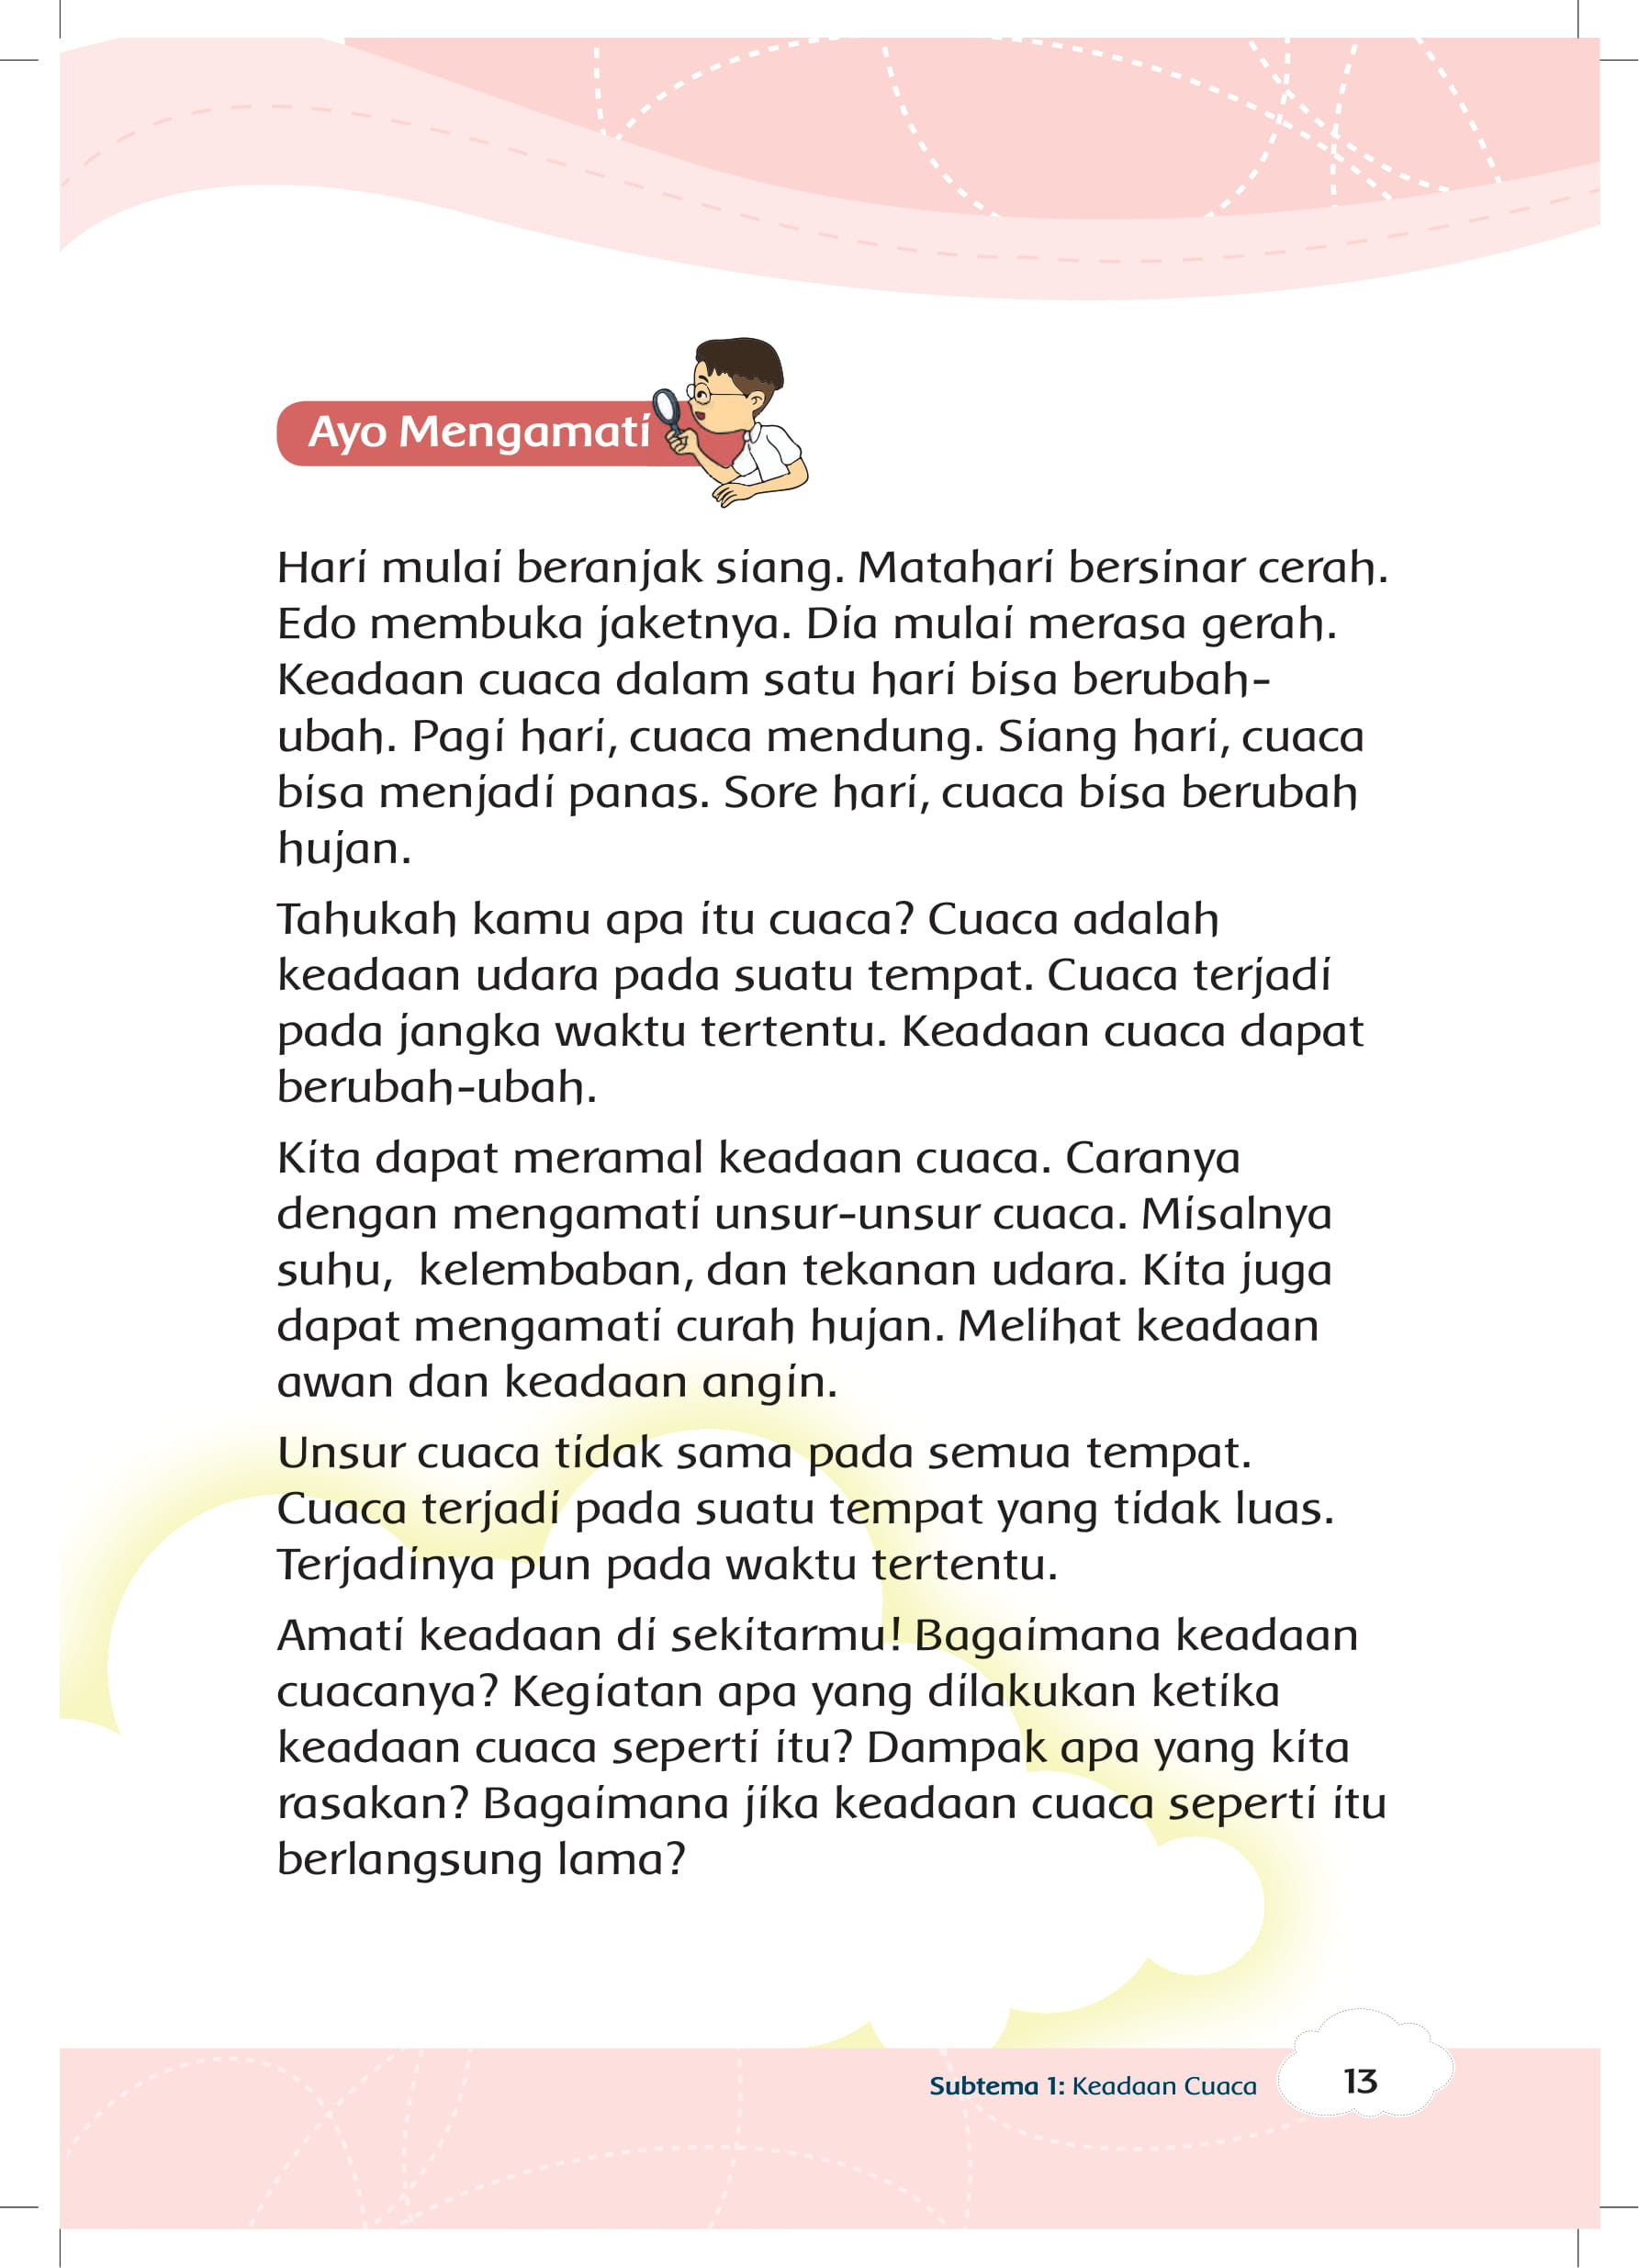 Ayo Mengamati
Hari mulai beranjak siang. Matahari bersinar cerah.
Edo membuka jaketnya. Dia mulai merasa gerah.
Keadaan cuaca dalam satu hari bisa berubah-
ubah. Pagi hari, cuaca mendung. Siang hari, cuaca
bisa menjadi panas. Sore hari, cuaca bisa berubah
hujan.
Tahukah kamu apa itu cuaca? Cuaca adalah
keadaan udara pada suatu tempat. Cuaca terjadi
pada jangka waktu tertentu. Keadaan cuaca dapat
berubah-ubah.
Kita dapat meramal keadaan cuaca. Caranya
dengan mengamati unsur-unsur cuaca. Misalnya
suhu,  kelembaban, dan tekanan udara. Kita juga
dapat mengamati curah hujan. Melihat keadaan
awan dan keadaan angin.
Unsur cuaca tidak sama pada semua tempat.
Cuaca terjadi pada suatu tempat yang tidak luas.
Terjadinya pun pada waktu tertentu.
Amati keadaan di sekitarmu! Bagaimana keadaan
cuacanya? Kegiatan apa yang dilakukan ketika
keadaan cuaca seperti itu? Dampak apa yang kita
rasakan? Bagaimana jika keadaan cuaca seperti itu
berlangsung lama?
Subtema 1: Keadaan Cuaca
13